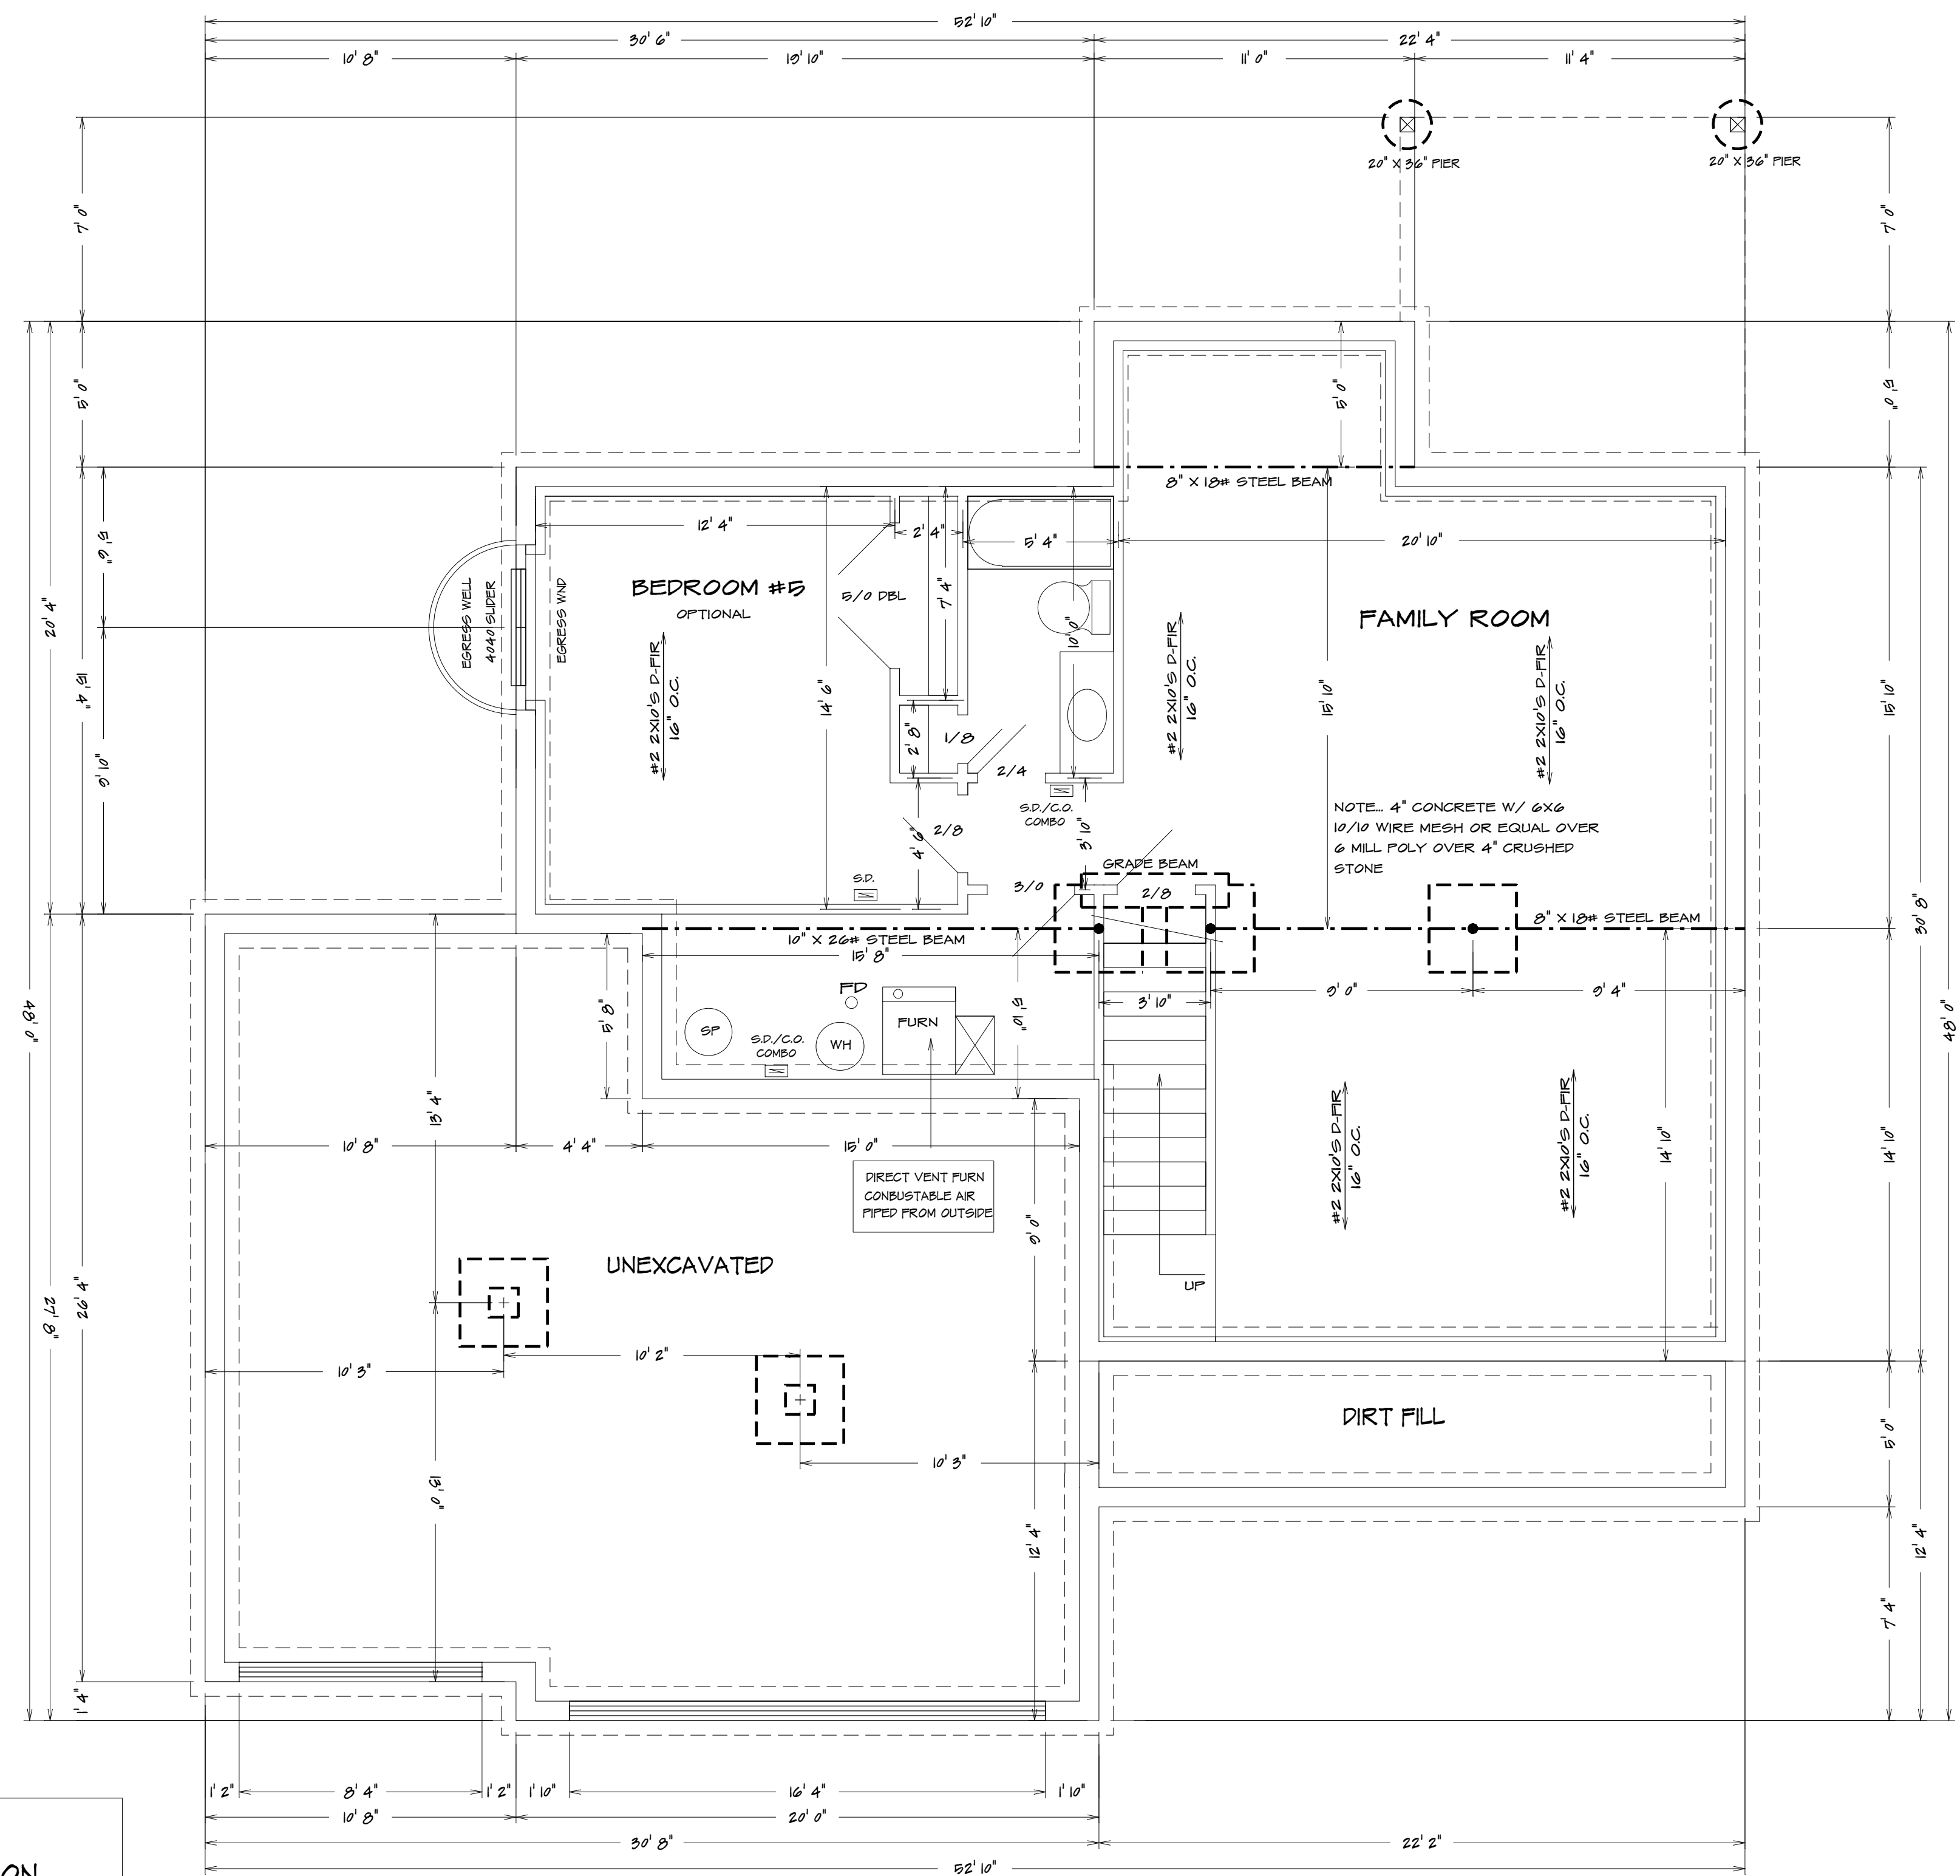 52' 10"
30' 6"
22' 4"
10' 8"
19' 10"
11' 0"
11' 4"
20" X 36" PIER
20" X 36" PIER
7' 0"
7' 0"
5' 0"
5' 0"
5' 0"
8" X 18# STEEL BEAM
12' 4"
2' 4"
5' 4"
20' 10"
5' 6"
20' 4"
15' 4"
9' 10"
EGRESS WELL
4040 SLIDER
EGRESS WND
BEDROOM #5
OPTIONAL
5/0 DBL
7' 4"
10' 0"
FAMILY ROOM
#2 2X10'S D-FIR
16" O.C.
14' 6"
#2 2X10'S D-FIR
16" O.C.
15' 10"
#2 2X10'S D-FIR
16" O.C.
15' 10"
2' 8"
1/8
2/4
S.D./C.O.
COMBO
2/8
4' 6"
3' 10"
NOTE... 4" CONCRETE W/ 6X6
10/10 WIRE MESH OR EQUAL OVER
6 MILL POLY OVER 4" CRUSHED
STONE
GRADE BEAM
S.D.
3/0
2/8
8" X 18# STEEL BEAM
30' 8"
10" X 26# STEEL BEAM
15' 8"
FD
9' 0"
9' 4"
3' 10"
5' 10"
5' 8"
48' 0"
48' 0"
SP
S.D./C.O.
COMBO
WH
FURN
13' 4"
10' 8"
4' 4"
15' 0"
#2 2X10'S D-FIR
16" O.C.
#2 2X10'S D-FIR
16" O.C.
14' 10"
14' 10"
DIRECT VENT FURN
CONBUSTABLE AIR
PIPED FROM OUTSIDE
9' 0"
UNEXCAVATED
UP
27' 8"
26' 4"
10' 2"
10' 3"
DIRT FILL
5' 0"
10' 3"
13' 0"
12' 4"
12' 4"
7' 4"
1' 4"
1' 2"
8' 4"
1' 2"
1' 10"
16' 4"
1' 10"
10' 8"
20' 0"
30' 8"
22' 2"
52' 10"
ON